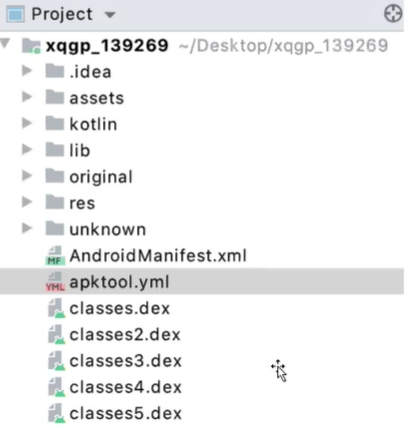 Project
xqgp_139269 ~/Desktop/xqgp_139269
.idea
assets
kotlin
lib
original
res
unknown
MF AndroidManifest.xml
YML apktool.yml
classes.dex
classes2.dex
classes3.dex
classes4.dex
classes5.dex